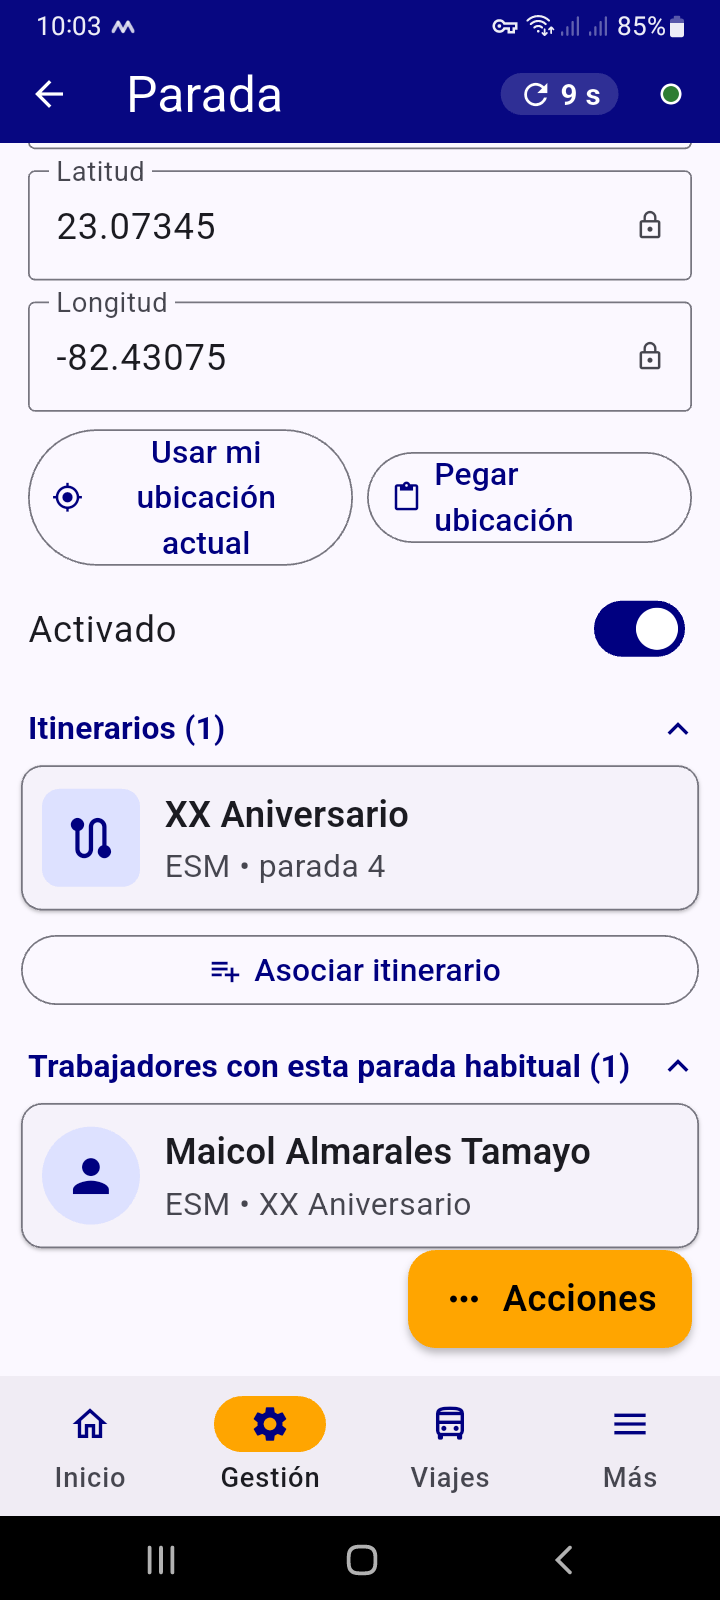 10:03
85%
Parada
9 s
Latitud
23.07345
Longitud
-82.43075
Usar mi
ubicación
actual
Pegar
ubicación
Activado
Itinerarios (1)
XX Aniversario
ESM • parada 4
Asociar itinerario
Trabajadores con esta parada habitual (1)
Maicol Almarales Tamayo
ESM • XX Aniversario
Acciones
Inicio
Gestión
Viajes
Más